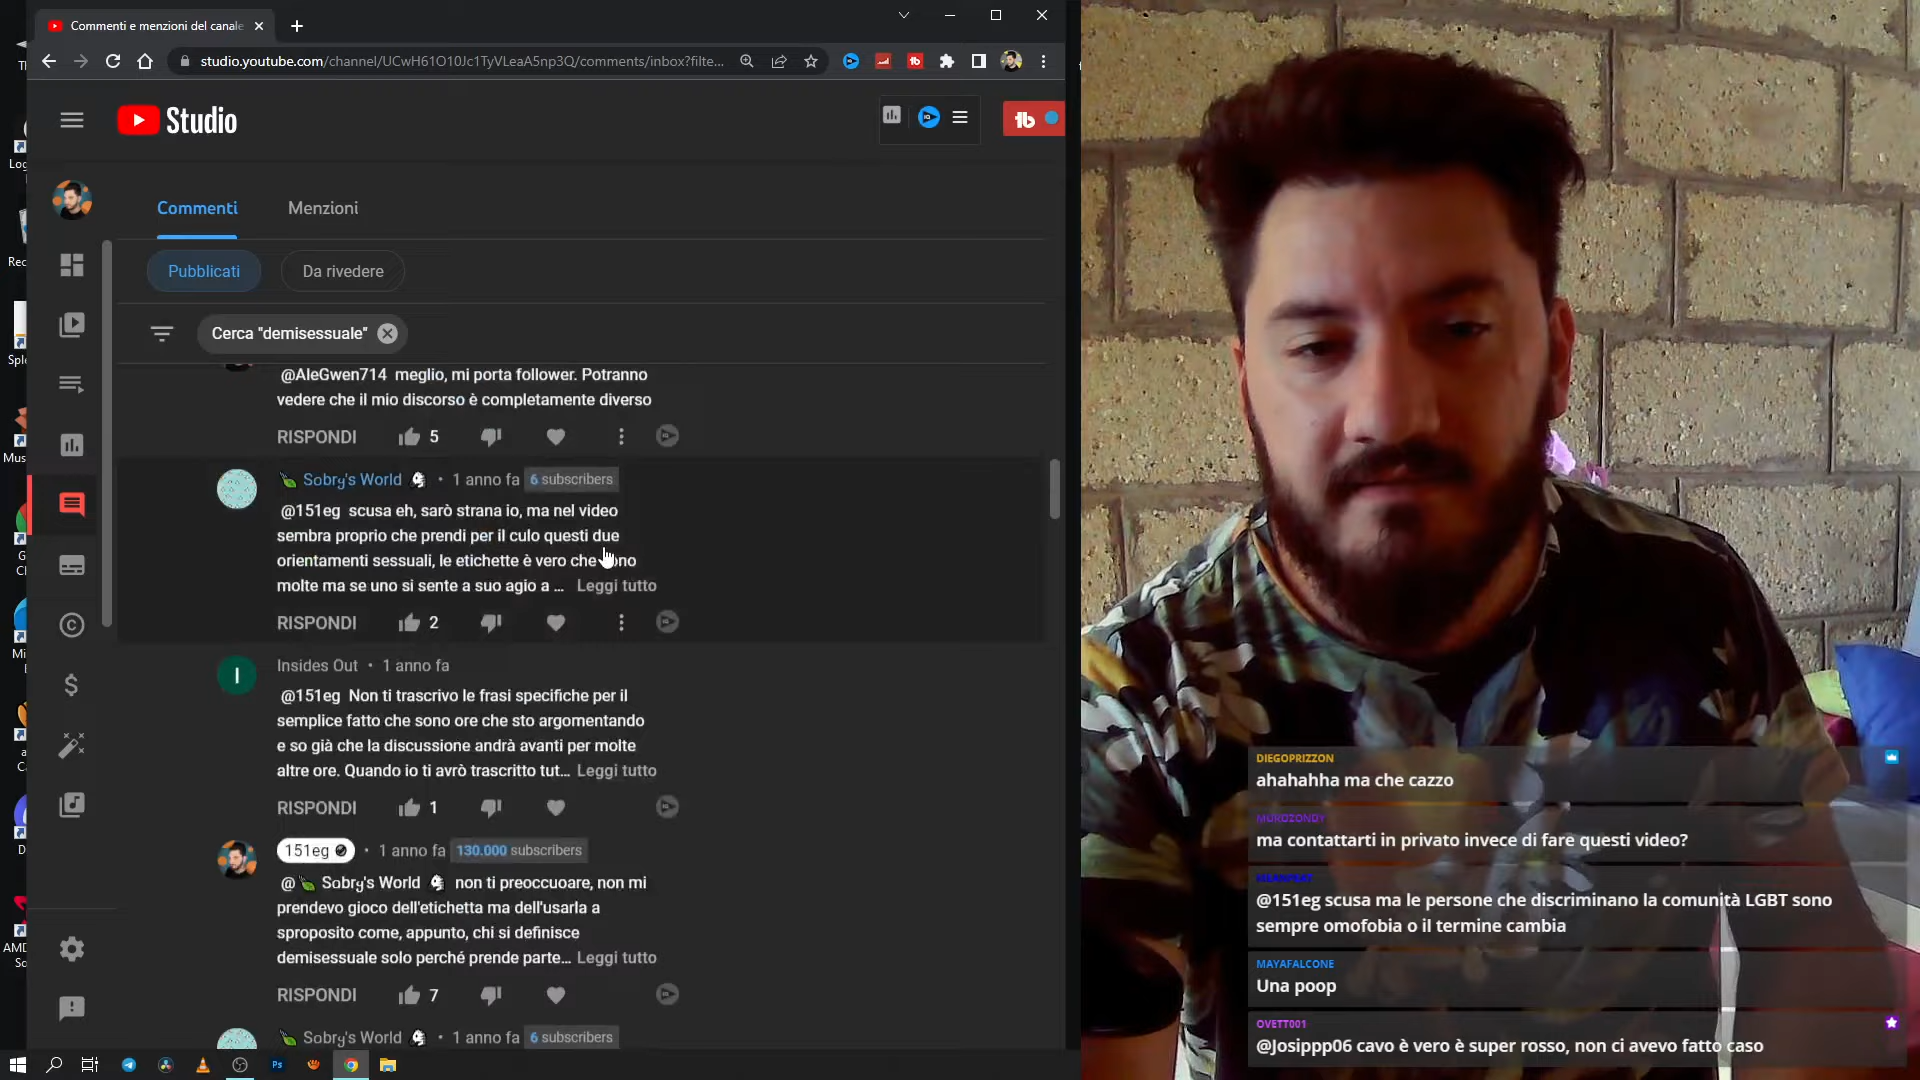 Commenti e menzioni del canale
studio.youtube.com/channel/UCwH61O10Jc1TyVLeaA5np3Q/comments/inbox?filte...
Studio
Commenti
Menzioni
Pubblicati
Da rivedere
Cerca "demisessuale"
@AleGwen714 meglio, mi porta follower. Potranno
vedere che il mio discorso è completamente diverso
RISPONDI 5
Sobry's World • 1 anno fa 6 subscribers
@151eg scusa eh, sarò strana io, ma nel video
sembra proprio che prendi per il culo questi due
orientamenti sessuali, le etichette è vero che
molte ma se uno si sente a suo agio a ... Leggi tutto
RISPONDI 2
I
Insides Out • 1 anno fa
@151eg Non ti trascrivo le frasi specifiche per il
semplice fatto che sono ore che sto argomentando
e so già che la discussione andrà avanti per molte
altre ore. Quando io ti avrò trascritto tut... Leggi tutto
RISPONDI 1
151eg • 1 anno fa 130.000 subscribers
@ Sobry's World non ti preoccuoare, non mi
prendevo gioco dell'etichetta ma dell'usarla a
sproposito come, appunto, chi si definisce
demisessuale solo perché prende parte... Leggi tutto
RISPONDI 7
Sobry's World • 1 anno fa 6 subscribers
DIEGOPRIZZON
ahahahha ma che cazzo
MUROZONDY
ma contattarti in privato invece di fare questi video?
@151eg scusa ma le persone che discriminano la comunità LGBT sono
sempre omofobia o il termine cambia
MAYAFALCONE
Una poop
OVETT001
@Josippp06 cavo è vero è super rosso, non ci avevo fatto caso